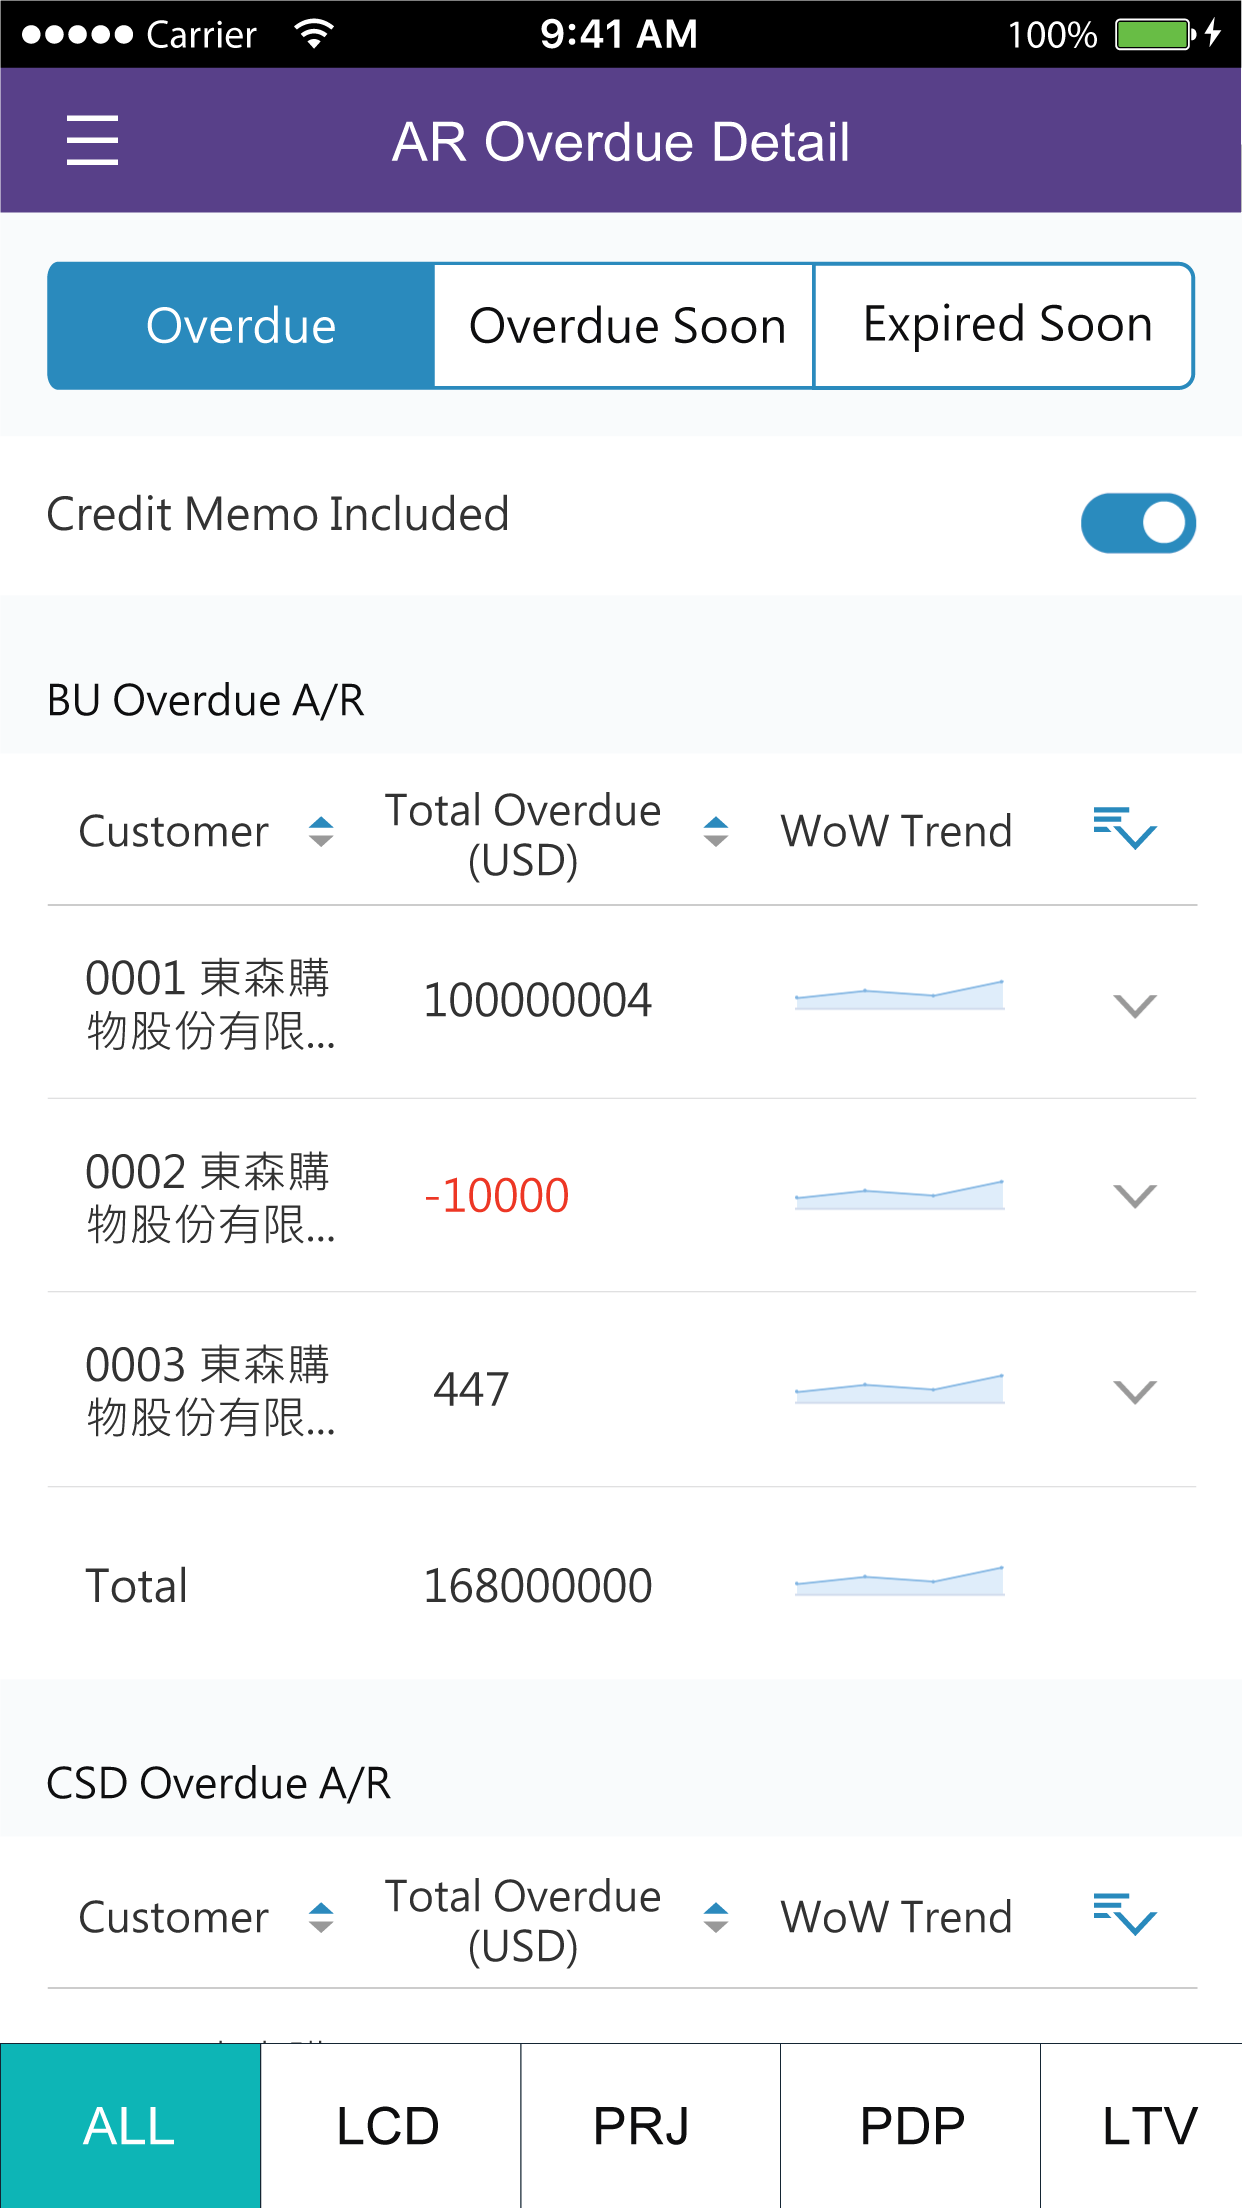 Carrier 9:41 AM 100%
AR Overdue Detail
Overdue Overdue Soon Expired Soon
Credit Memo Included
BU Overdue A/R
Customer Total Overdue (USD) WoW Trend
0001 東森購
物股份有限...
100000004
0002 東森購
物股份有限...
-10000
0003 東森購
物股份有限...
447
Total 168000000
CSD Overdue A/R
Customer Total Overdue (USD) WoW Trend
ALL LCD PRJ PDP LTV